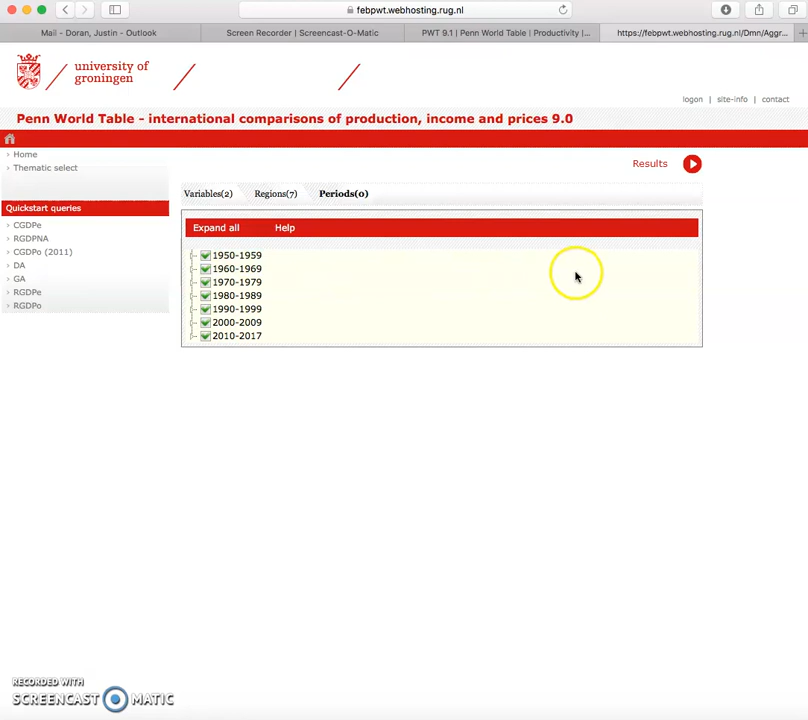 febpwt.webhosting.rug.nl
Mail - Doran, Justin - Outlook
Screen Recorder | Screencast-O-Matic
PWT 9.1 | Penn World Table | Productivity |...
https://febpwt.webhosting.rug.nl/Dmn/Aggr...
university of
groningen
logon | site-info | contact
Penn World Table - international comparisons of production, income and prices 9.0
Home
Thematic select
Results
Variables(2) Regions(7) Periods(0)
Quickstart queries
CGDPe
RGDPNA
CGDPo (2011)
DA
GA
RGDPe
RGDPo
Expand all Help
1950-1959
1960-1969
1970-1979
1980-1989
1990-1999
2000-2009
2010-2017
RECORDED WITH
SCREENCAST MATIC